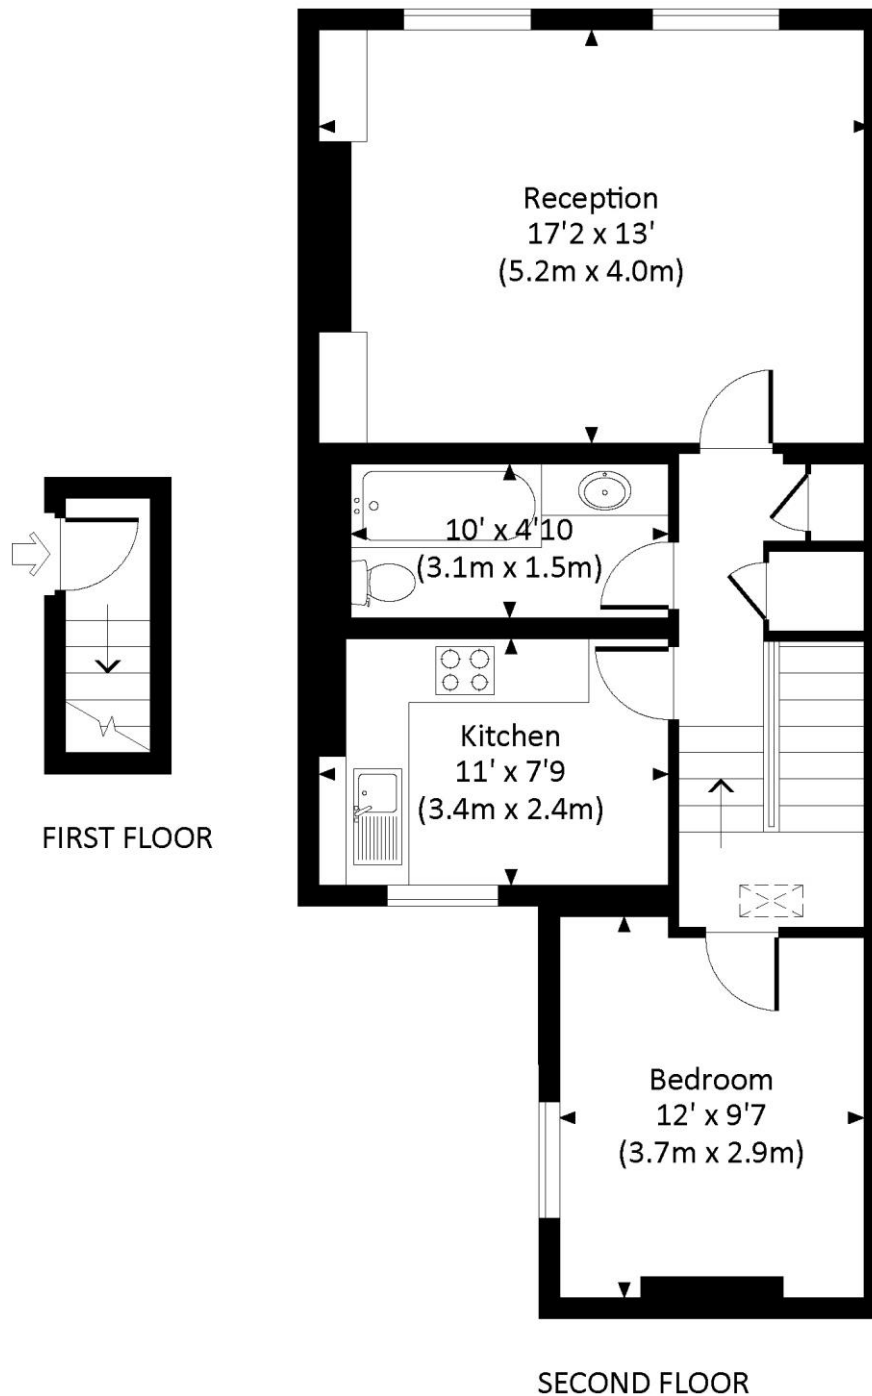 Reception
17'2 x 13'
(5.2m x 4.0m)
10' x 4'10
(3.1m x 1.5m)
Kitchen
11' x 7'9
(3.4m x 2.4m)
FIRST FLOOR
Bedroom
12' x 9'7
(3.7m x 2.9m)
SECOND FLOOR